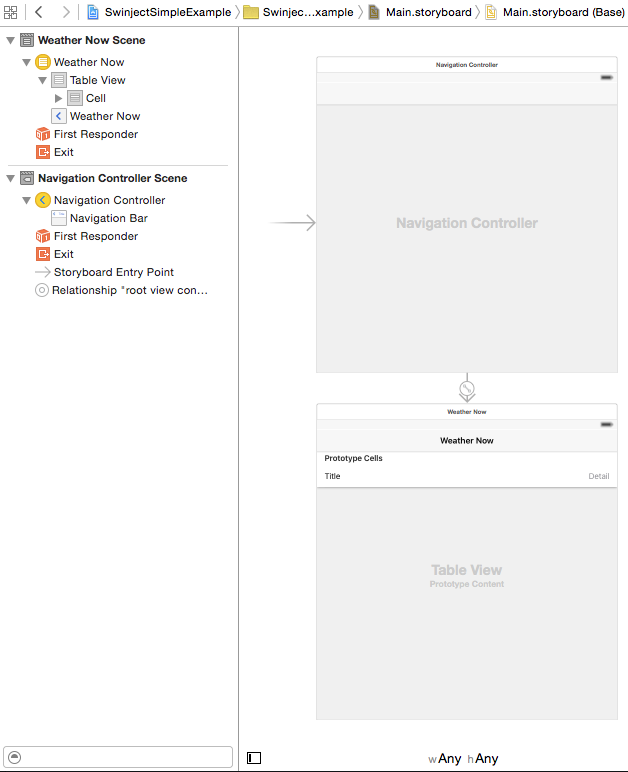 SwinjectSimpleExample Swinjec...xample Main.storyboard Main.storyboard (Base)
Weather Now Scene
Weather Now
Table View
Cell
Weather Now
First Responder
Exit
Navigation Controller Scene
Navigation Controller
Navigation Bar
First Responder
Exit
Storyboard Entry Point
Relationship "root view con...
Navigation Controller
Navigation Controller
Weather Now
Weather Now
Prototype Cells
Title Detail
Table View
Prototype Content
wAny hAny